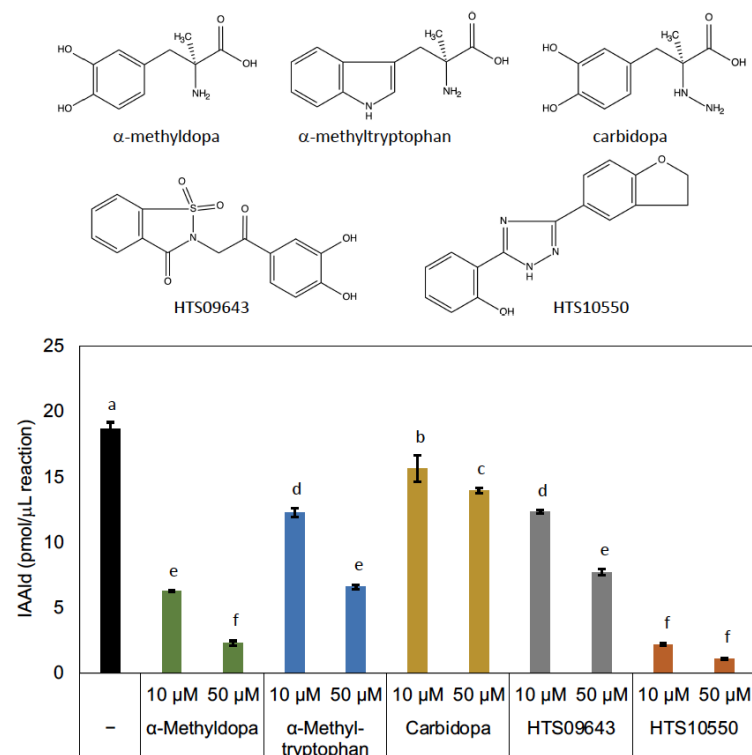 O
H₃C
HO
OH
HO
NH₂
α-methyldopa
O
H₃C
OH
N
H
NH₂
α-methyltryptophan
O
H₃C
HO
OH
HO
HN
NH₂
carbidopa
O
S
O
N
O
O
OH
OH
HTS09643
O
N
N
N
H
OH
HTS10550
IAAld (pmol/μL reaction)
25
20
15
10
5
0
a
e
f
d
e
b
c
d
e
f
f
10 μM 50 μM 10 μM 50 μM 10 μM 50 μM 10 μM 50 μM 10 μM 50 μM
– α-Methyldopa α-Methyl- Carbidopa HTS09643 HTS10550
tryptophan